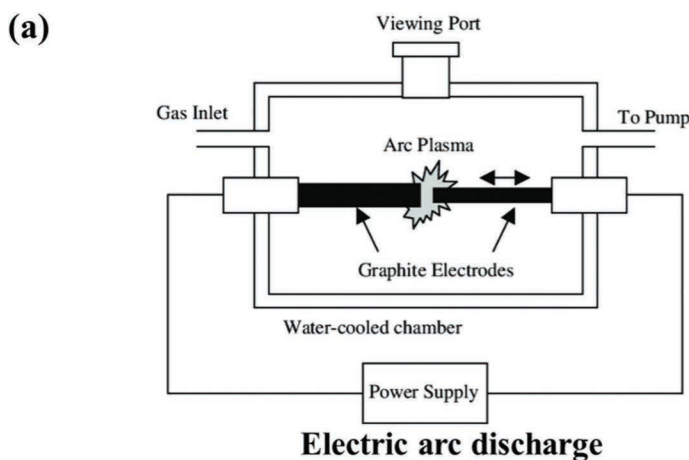 (a)
Viewing Port
Gas Inlet
To Pump
Arc Plasma
Graphite Electrodes
Water-cooled chamber
Power Supply
Electric arc discharge